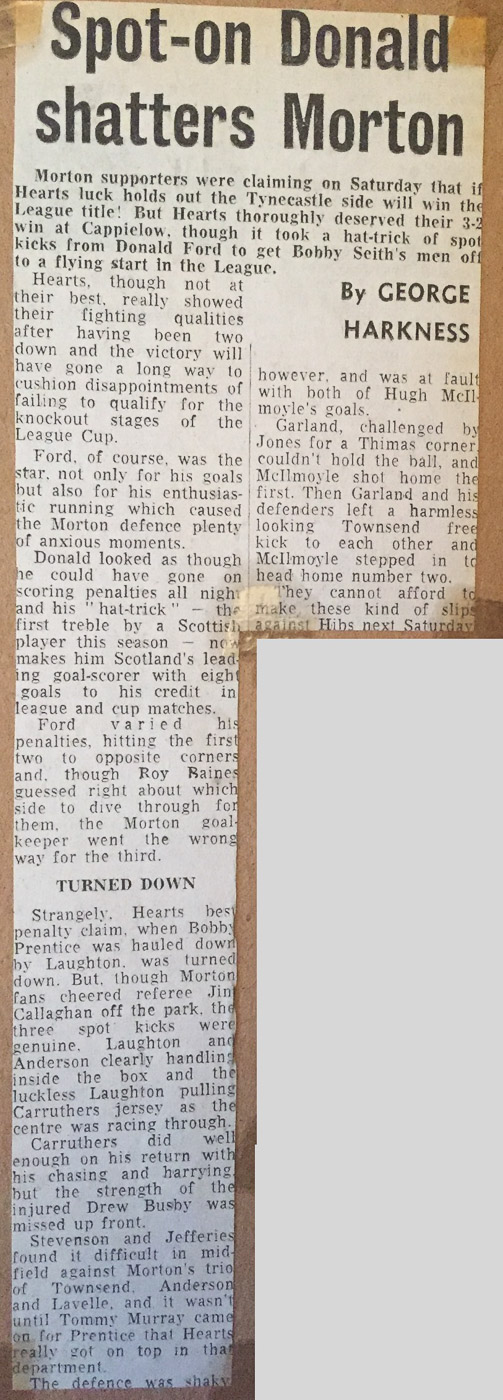 Spot-on Donald
shatters Morton
Morton supporters were claiming on Saturday that if
Hearts luck holds out the Tynecastle side will win the
League title! But Hearts thoroughly deserved their 3-2
win at Cappielow, though it took a hat-trick of spot
kicks from Donald Ford to get Bobby Seith's men off
to a flying start in the League.
By GEORGE
HARKNESS
Hearts, though not at
their best, really showed
their fighting qualities
after having been two
down and the victory will
have gone a long way to
cushion disappointments of
failing to qualify for the
knockout stages of the
League Cup.
Ford, of course, was the
star, not only for his goals
but also for his enthusias-
tic running which caused
the Morton defence plenty
of anxious moments.
Donald looked as though
he could have gone on
scoring penalties all night
and his "hat-trick" — the
first treble by a Scottish
player this season — now
makes him Scotland's lead-
ing goal-scorer with eight
goals to his credit in
league and cup matches.
Ford varied his
penalties, hitting the first
two to opposite corners
and, though Roy Baines
guessed right about which
side to dive through for
them, the Morton goal-
keeper went the wrong
way for the third.
TURNED DOWN
Strangely, Hearts best
penalty claim, when Bobby
Prentice was hauled down
by Laughton, was turned
down. But, though Morton
fans cheered referee Jim
Callaghan off the park, the
three spot kicks were
genuine, Laughton and
Anderson clearly handling
inside the box and the
luckless Laughton pulling
Carruthers jersey as the
centre was racing through.
Carruthers did well
enough on his return with
his chasing and harrying,
but the strength of the
injured Drew Busby was
missed up front.
Stevenson and Jefferies
found it difficult in mid-
field against Morton's trio
of Townsend, Anderson
and Lavelle, and it wasn't
until Tommy Murray came
on for Prentice that Hearts
really got on top in that
department.
The defence was shaky
however, and was at fault
with both of Hugh McIl-
moyle's goals.
Garland, challenged by
Jones for a Thimas corner,
couldn't hold the ball, and
McIlmoyle shot home the
first. Then Garland and his
defenders left a harmless
looking Townsend free
kick to each other and
McIlmoyle stepped in to
head home number two.
They cannot afford to
make these kind of slips
against Hibs next Saturday